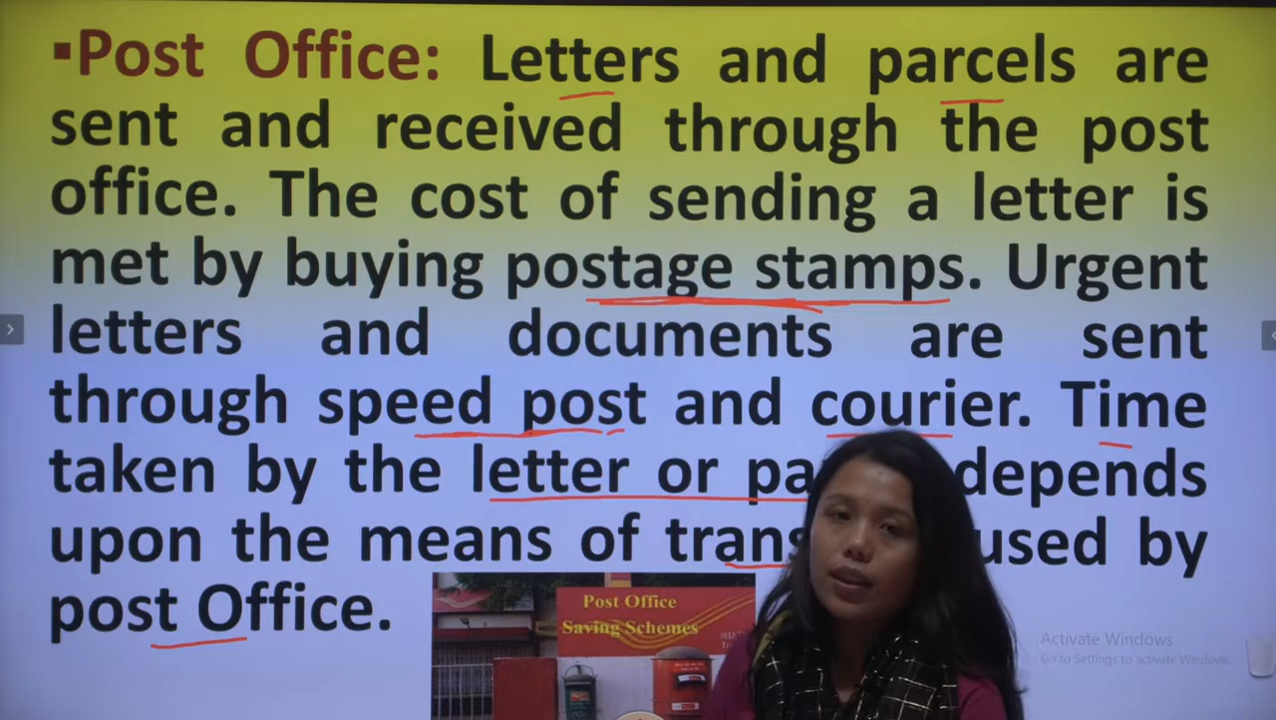 ▪Post Office: Letters and parcels are
sent and received through the post
office. The cost of sending a letter is
met by buying postage stamps. Urgent
letters and documents are sent
through speed post and courier. Time
taken by the letter or pa depends
upon the means of trans used by
post Office.
Post Office
Saving Schemes
Activate Windows
Go to Settings to activate Windows.